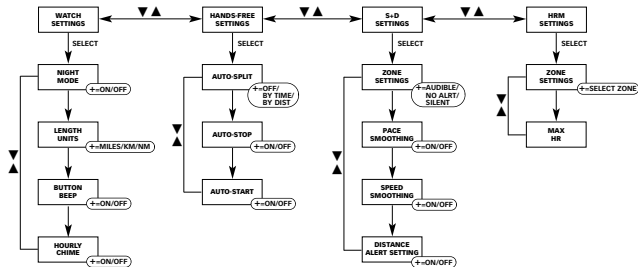 WATCH
SETTINGS
▼▲
HANDS-FREE
SETTINGS
▼▲
S+D
SETTINGS
▼▲
HRM
SETTINGS
SELECT
SELECT
SELECT
SELECT
NIGHT
MODE
+=ON/OFF
LENGTH
UNITS
+=MILES/KM/NM
BUTTON
BEEP
+=ON/OFF
HOURLY
CHIME
+=ON/OFF
▼
▲
AUTO-SPLIT
+=OFF/
BY TIME/
BY DIST
AUTO-STOP
+=ON/OFF
AUTO-START
+=ON/OFF
▼
▲
ZONE
SETTINGS
+=AUDIBLE/
NO ALRT/
SILENT
PACE
SMOOTHING
+=ON/OFF
SPEED
SMOOTHING
+=ON/OFF
DISTANCE
ALERT SETTING
+=ON/OFF
▼
▲
ZONE
SETTINGS
+=SELECT ZONE
MAX
HR
▼
▲